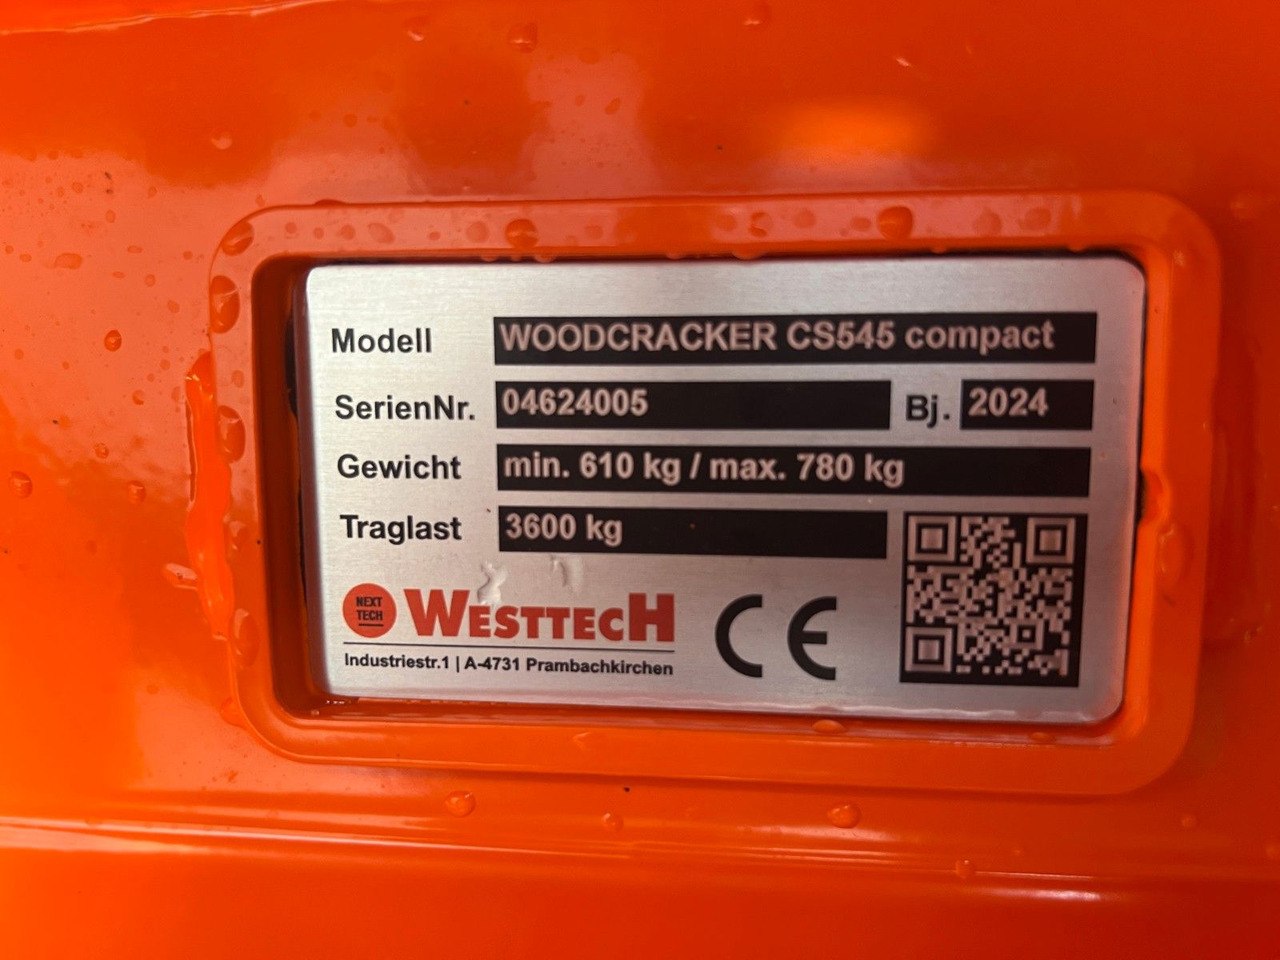 Modell WOODCRACKER CS545 compact
SerienNr. 04624005 Bj. 2024
Gewicht min. 610 kg / max. 780 kg
Traglast 3600 kg
NEXT
TECH
WESTTECH
Industriestr.1 | A-4731 Prambachkirchen
CE